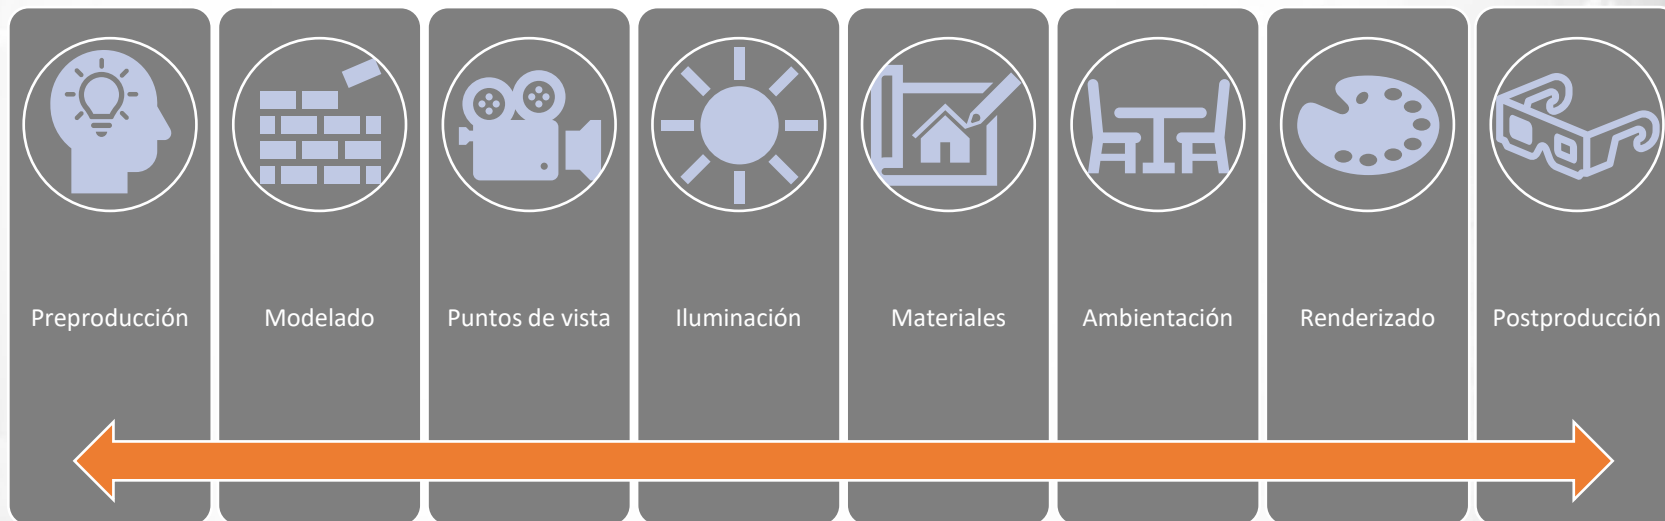 Preproducción
Modelado
Puntos de vista
Iluminación
Materiales
Ambientación
Renderizado
Postproducción